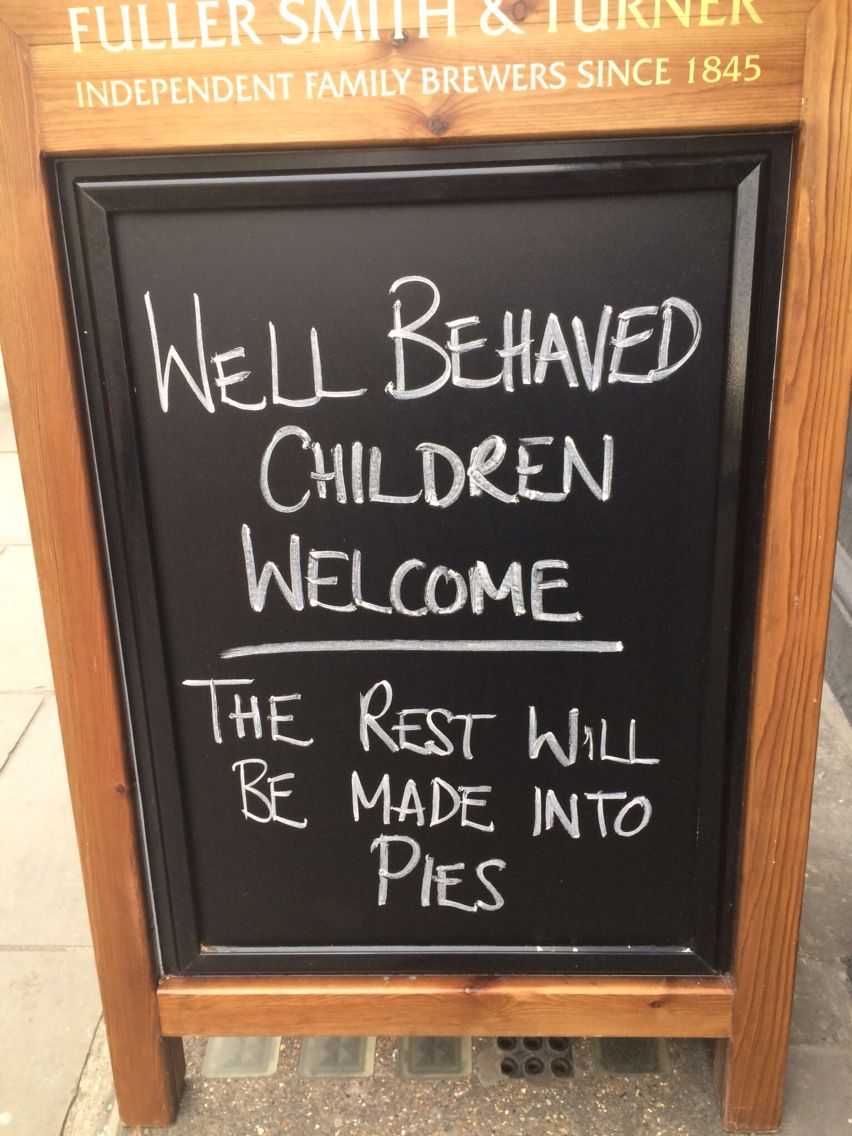 FULLER SMITH & TURNER
INDEPENDENT FAMILY BREWERS SINCE 1845
WELL BEHAVED
CHILDREN
WELCOME
THE REST WILL
BE MADE INTO
PIES